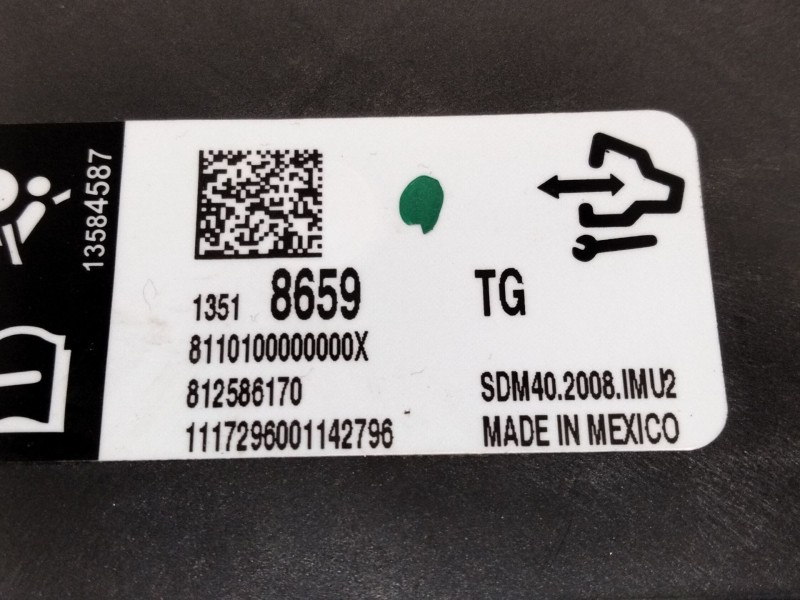 13584587
1351 8659 TG
8110100000000X
812586170 SDM40.2008.IMU2
1117296001142796 MADE IN MEXICO